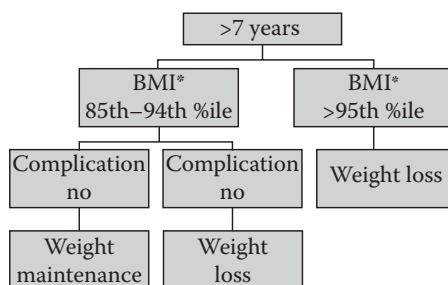 >7 years
BMI*
85th–94th %ile
BMI*
>95th %ile
Complication
no
Complication
no
Weight loss
Weight
maintenance
Weight
loss